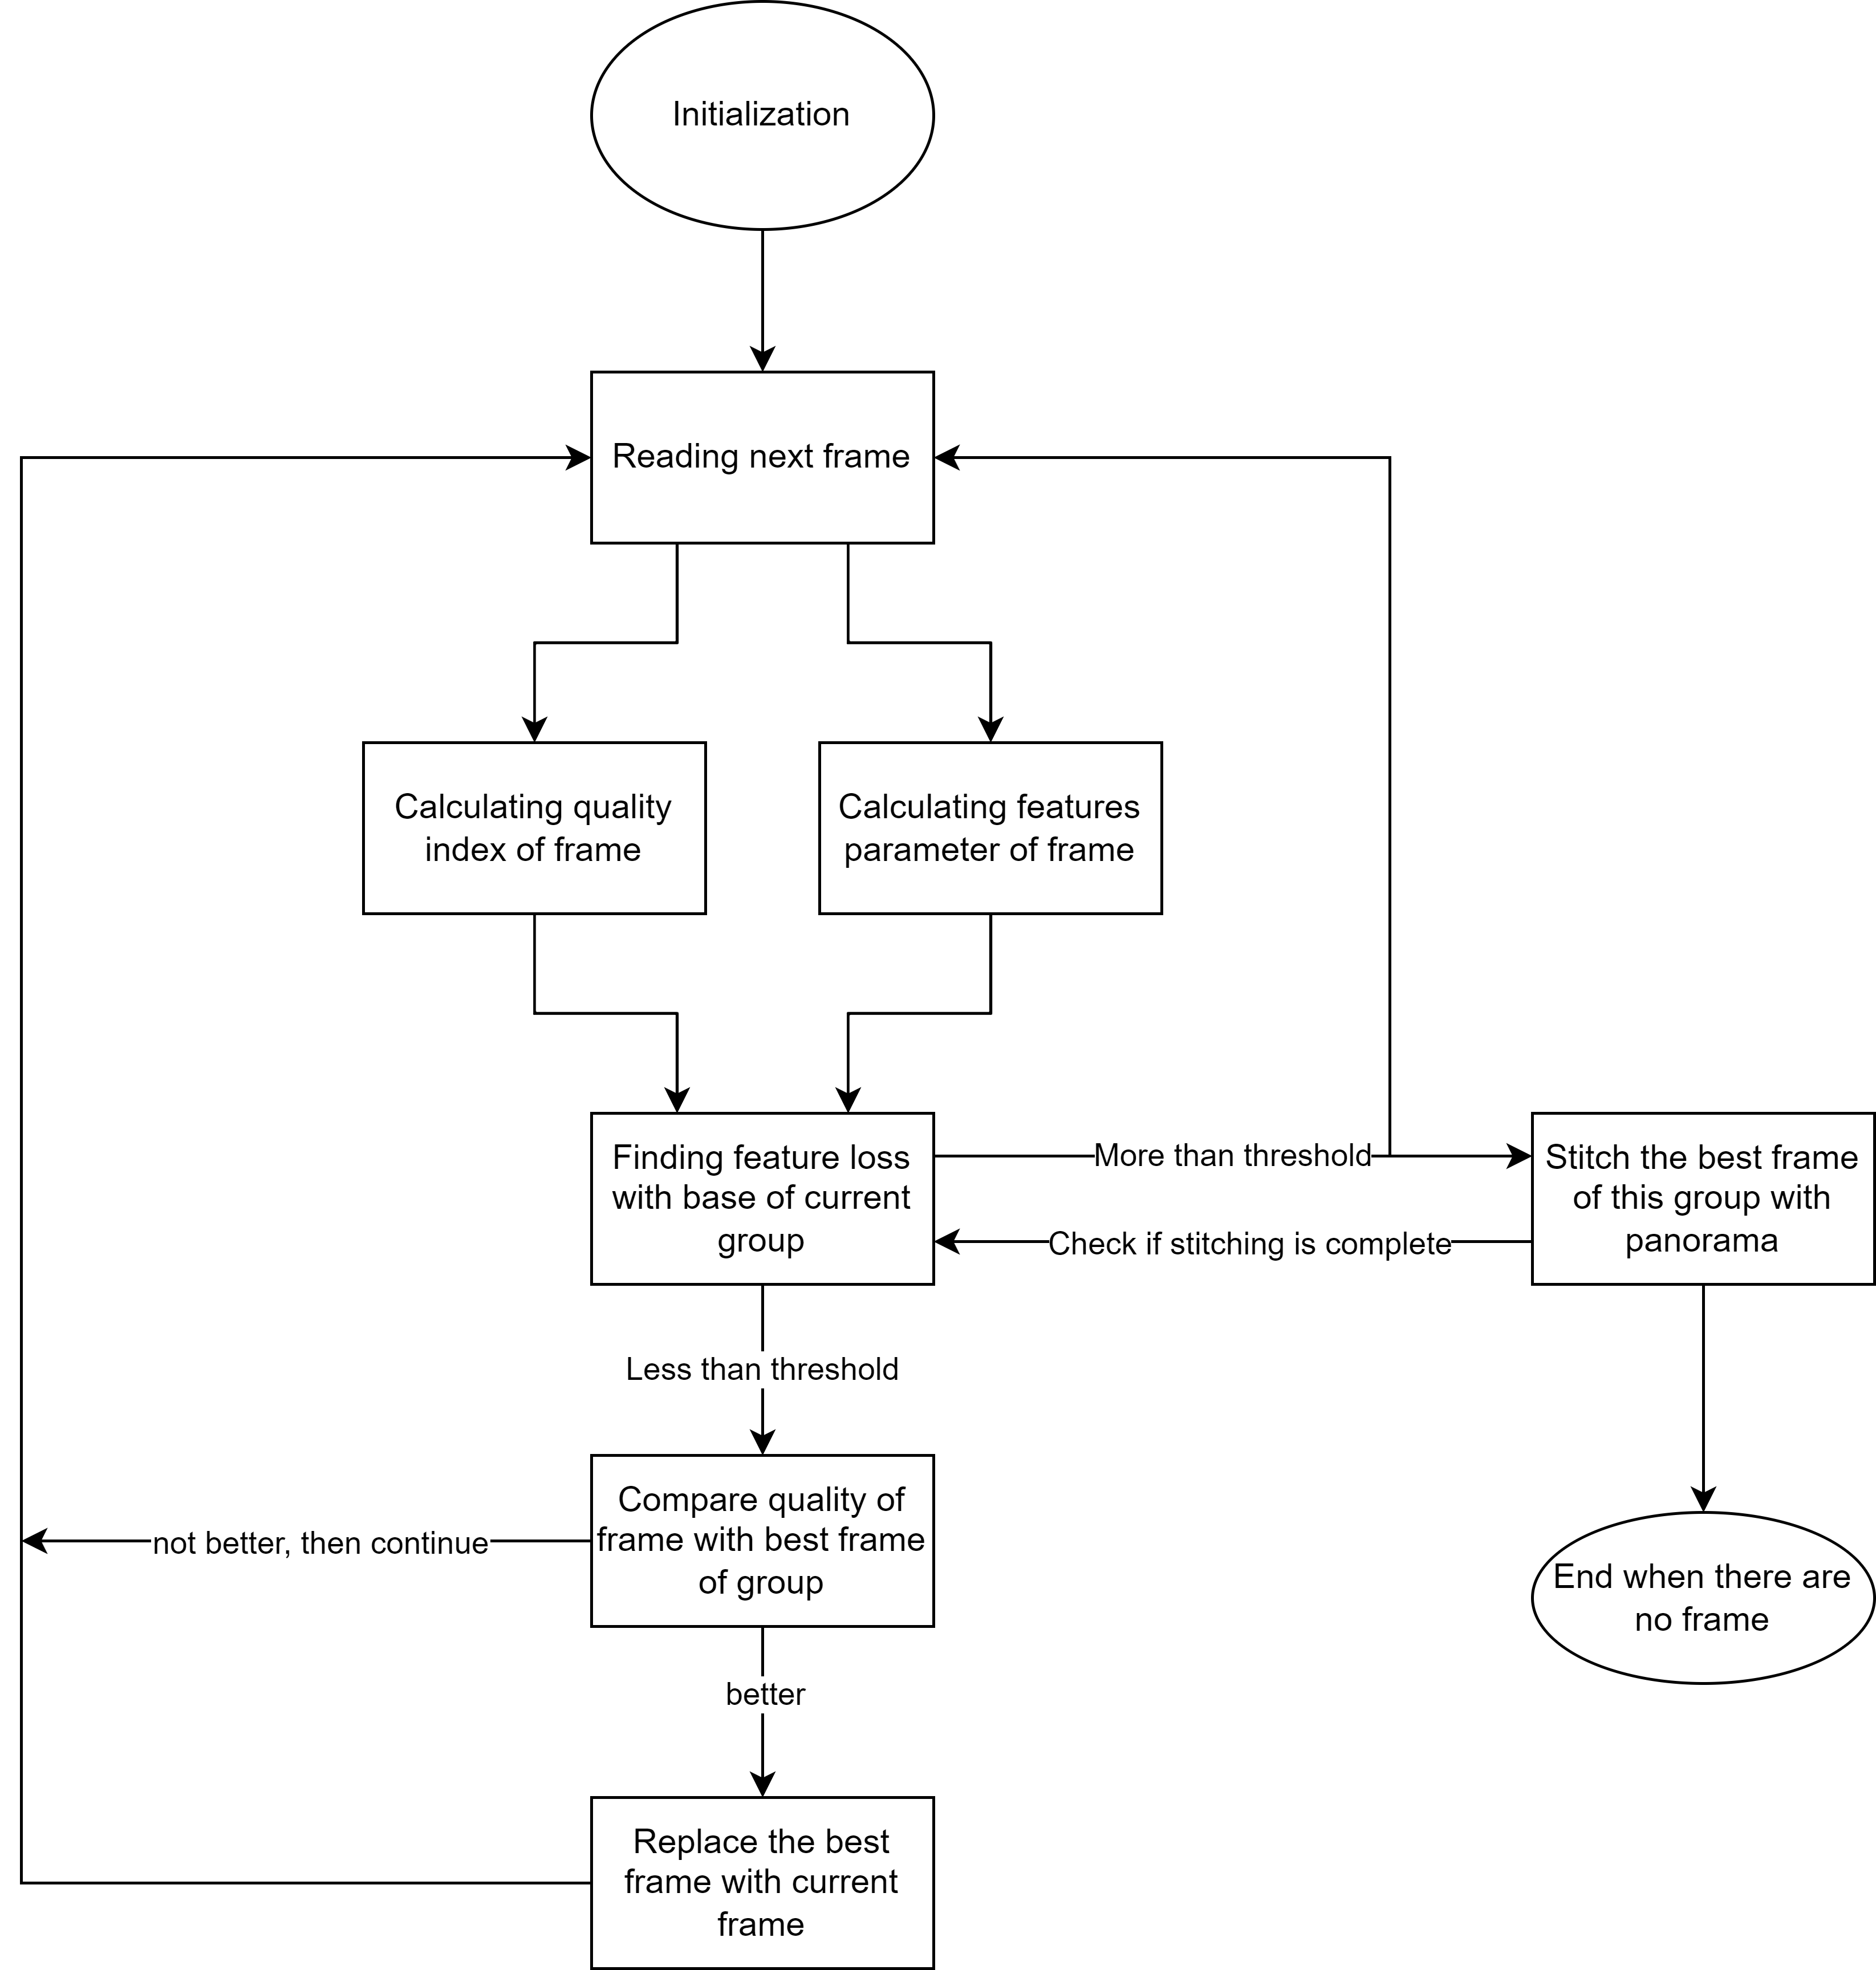 Initialization
Reading next frame
Calculating quality
index of frame
Calculating features
parameter of frame
Finding feature loss
with base of current
group
More than threshold
Check if stitching is complete
Stitch the best frame
of this group with
panorama
Less than threshold
Compare quality of
frame with best frame
of group
not better, then continue
End when there are
no frame
better
Replace the best
frame with current
frame